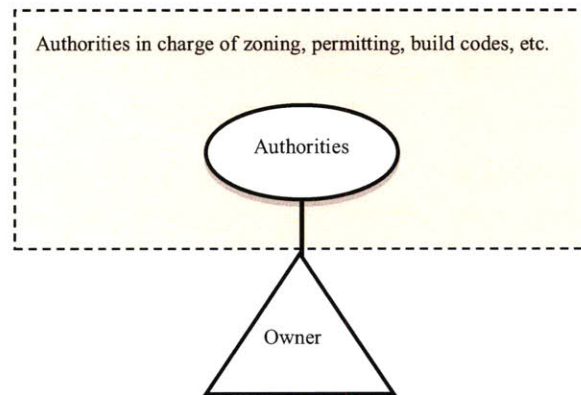 Authorities in charge of zoning, permitting, build codes, etc.
Authorities
Owner